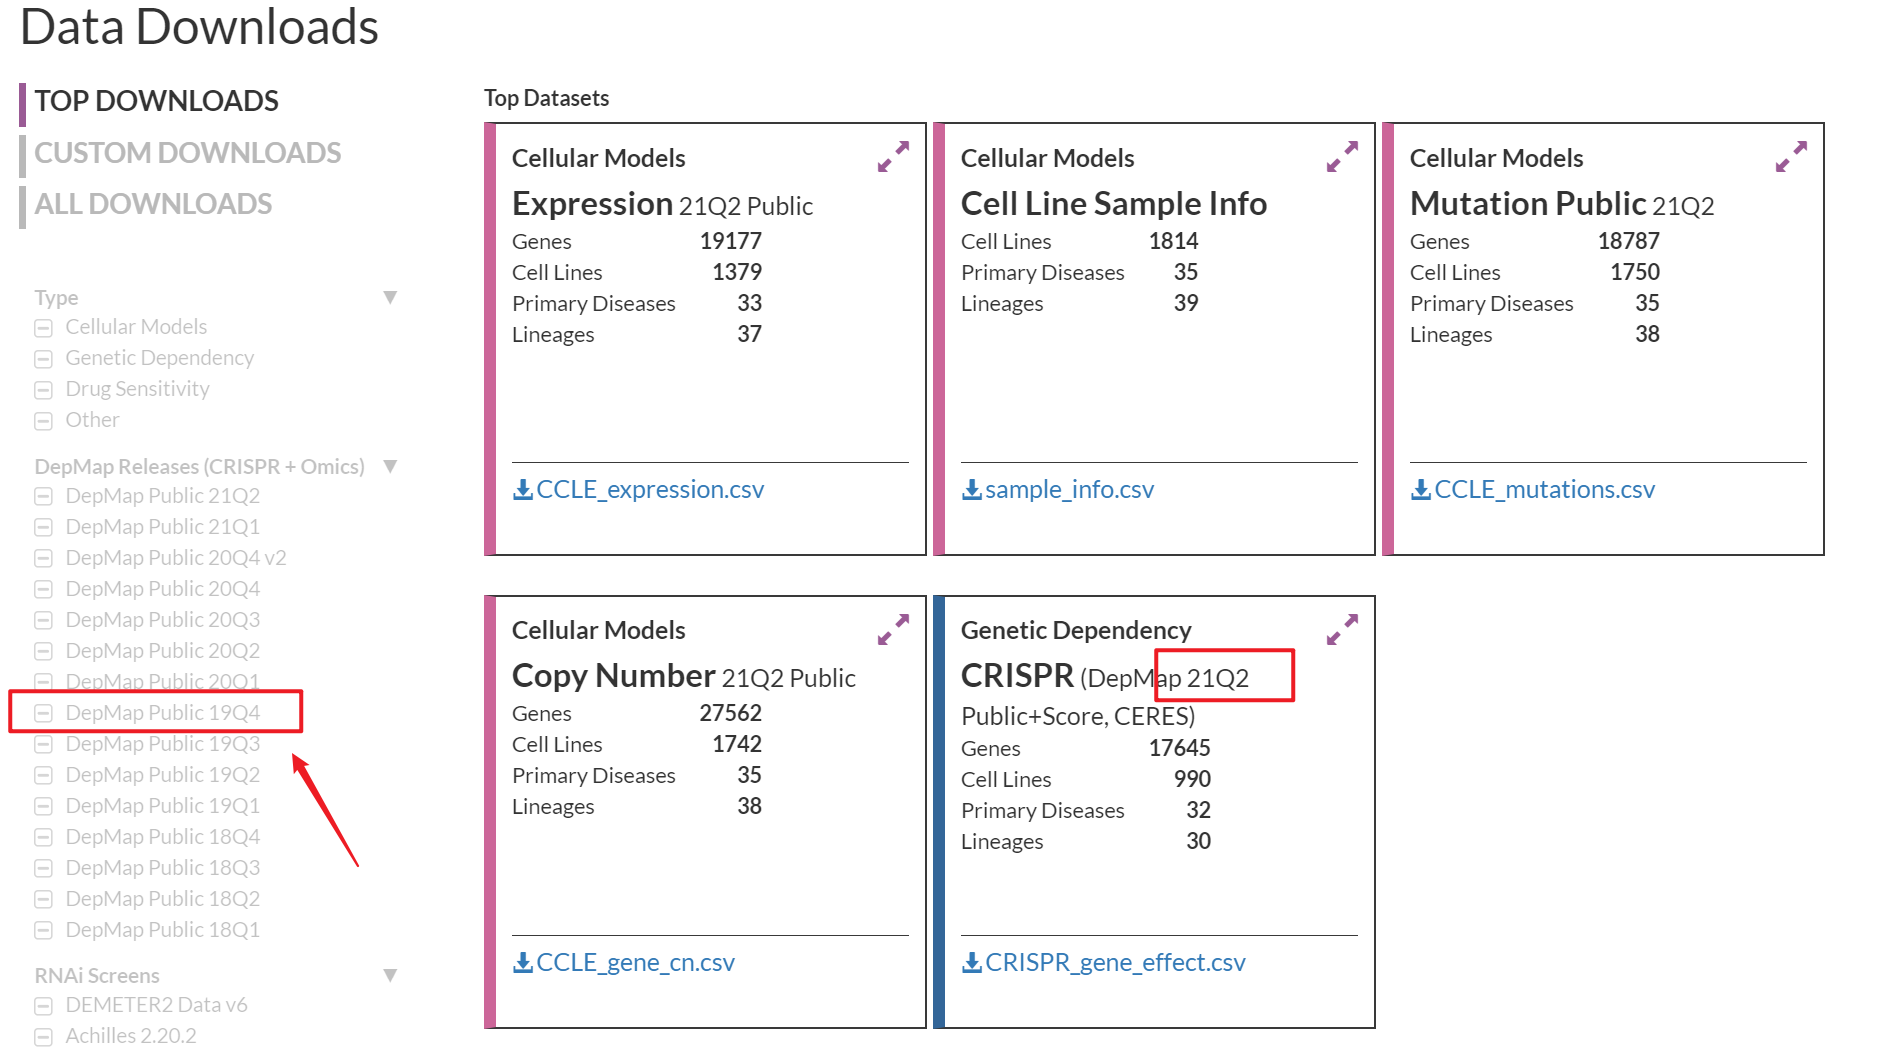 Data Downloads
TOP DOWNLOADS
CUSTOM DOWNLOADS
ALL DOWNLOADS
Type ▼
Cellular Models
Genetic Dependency
Drug Sensitivity
Other
DepMap Releases (CRISPR + Omics) ▼
DepMap Public 21Q2
DepMap Public 21Q1
DepMap Public 20Q4 v2
DepMap Public 20Q4
DepMap Public 20Q3
DepMap Public 20Q2
DepMap Public 20Q1
DepMap Public 19Q4
DepMap Public 19Q3
DepMap Public 19Q2
DepMap Public 19Q1
DepMap Public 18Q4
DepMap Public 18Q3
DepMap Public 18Q2
DepMap Public 18Q1
RNAi Screens ▼
DEMETER2 Data v6
Achilles 2.20.2
Top Datasets
Cellular Models
Expression 21Q2 Public
Genes 19177
Cell Lines 1379
Primary Diseases 33
Lineages 37
CCLE_expression.csv
Cellular Models
Cell Line Sample Info
Cell Lines 1814
Primary Diseases 35
Lineages 39
sample_info.csv
Cellular Models
Mutation Public 21Q2
Genes 18787
Cell Lines 1750
Primary Diseases 35
Lineages 38
CCLE_mutations.csv
Cellular Models
Copy Number 21Q2 Public
Genes 27562
Cell Lines 1742
Primary Diseases 35
Lineages 38
CCLE_gene_cn.csv
Genetic Dependency
CRISPR (DepMap 21Q2
Public+Score, CERES)
Genes 17645
Cell Lines 990
Primary Diseases 32
Lineages 30
CRISPR_gene_effect.csv